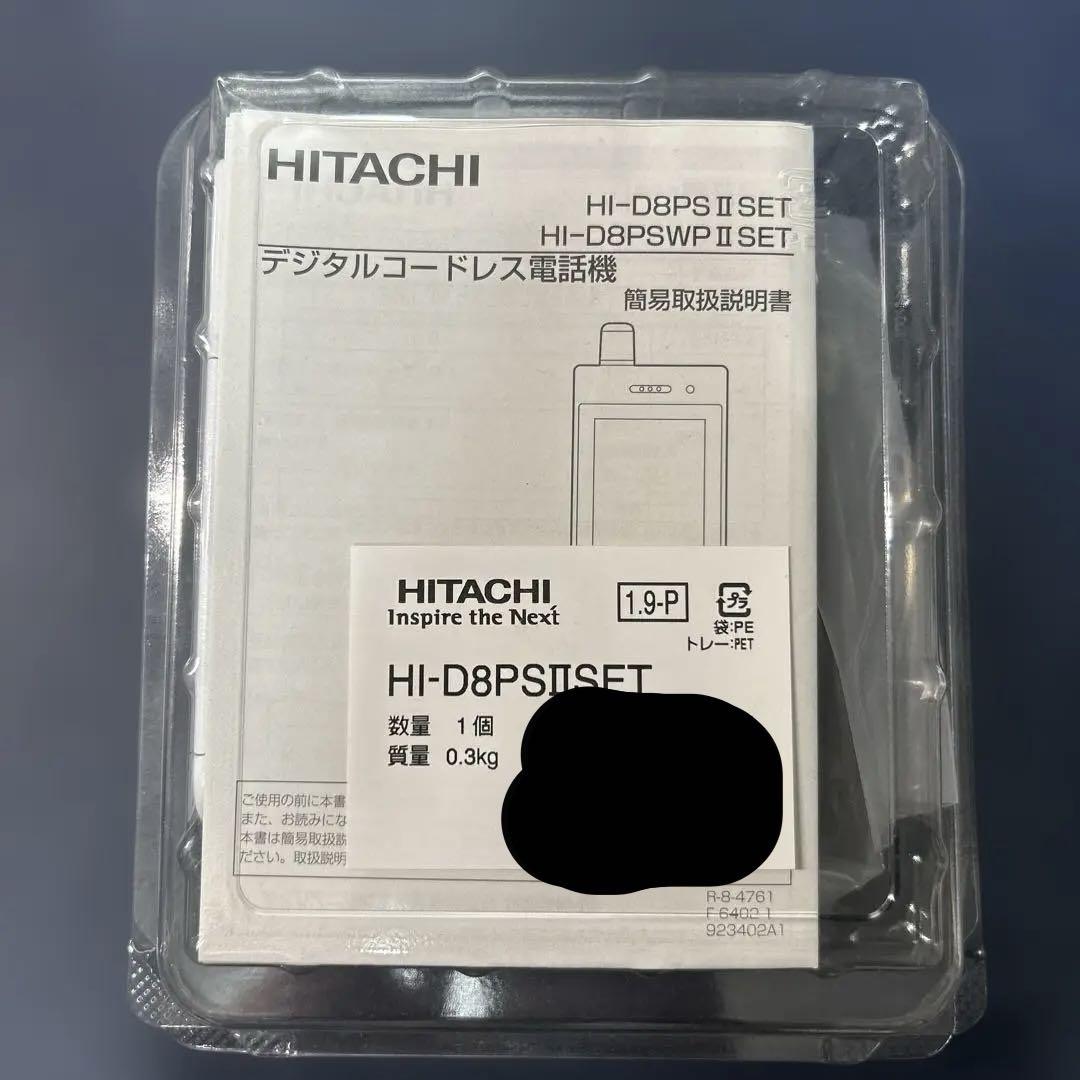 HITACHI
HI-D8PSⅡSET
HI-D8PSWPⅡSET
デジタルコードレス電話機
簡易取扱説明書
HITACHI
Inspire the Next
1.9-P
プラ
袋:PE
トレー:PET
HI-D8PSⅡSET
数量 1個
質量 0.3kg
ご使用の前に本書
また、お読みにな
本書は簡易取扱説
ださい。取扱説明
R-8-4761
F 6402 1
923402A1